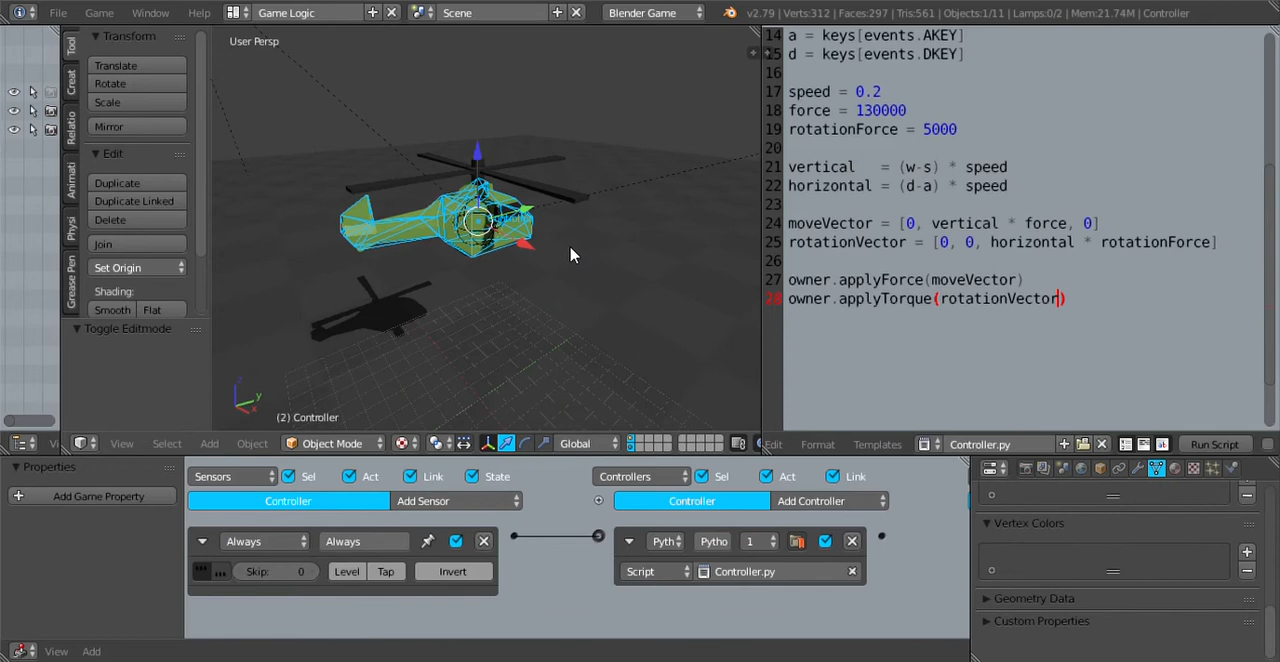 File Game Window Help Game Logic Scene Blender Game v2.79 | Verts:312 | Faces:297 | Tris:561 | Objects:1/11 | Lamps:0/2 | Mem:21.74M | Controller
Tool
Creat
Relatio
Animati
Physi
Grease Pen
Transform
Translate
Rotate
Scale
Mirror
Edit
Duplicate
Duplicate Linked
Delete
Join
Set Origin
Shading:
Smooth Flat
Toggle Editmode
User Persp
(2) Controller
View Select Add Object Object Mode Global
14 a = keys[events.AKEY]
15 d = keys[events.DKEY]
16
17 speed = 0.2
18 force = 130000
19 rotationForce = 5000
20
21 vertical   = (w-s) * speed
22 horizontal = (d-a) * speed
23
24 moveVector = [0, vertical * force, 0]
25 rotationVector = [0, 0, horizontal * rotationForce]
26
27 owner.applyForce(moveVector)
28 owner.applyTorque(rotationVector)
Edit Format Templates Controller.py Run Script
Properties
Add Game Property
Sensors Sel Act Link State
Controller Add Sensor
Always Always
Skip: 0 Level Tap Invert
Controllers Sel Act Link
Controller Add Controller
Pyth Pytho 1
Script Controller.py
View Add
Vertex Colors
Geometry Data
Custom Properties